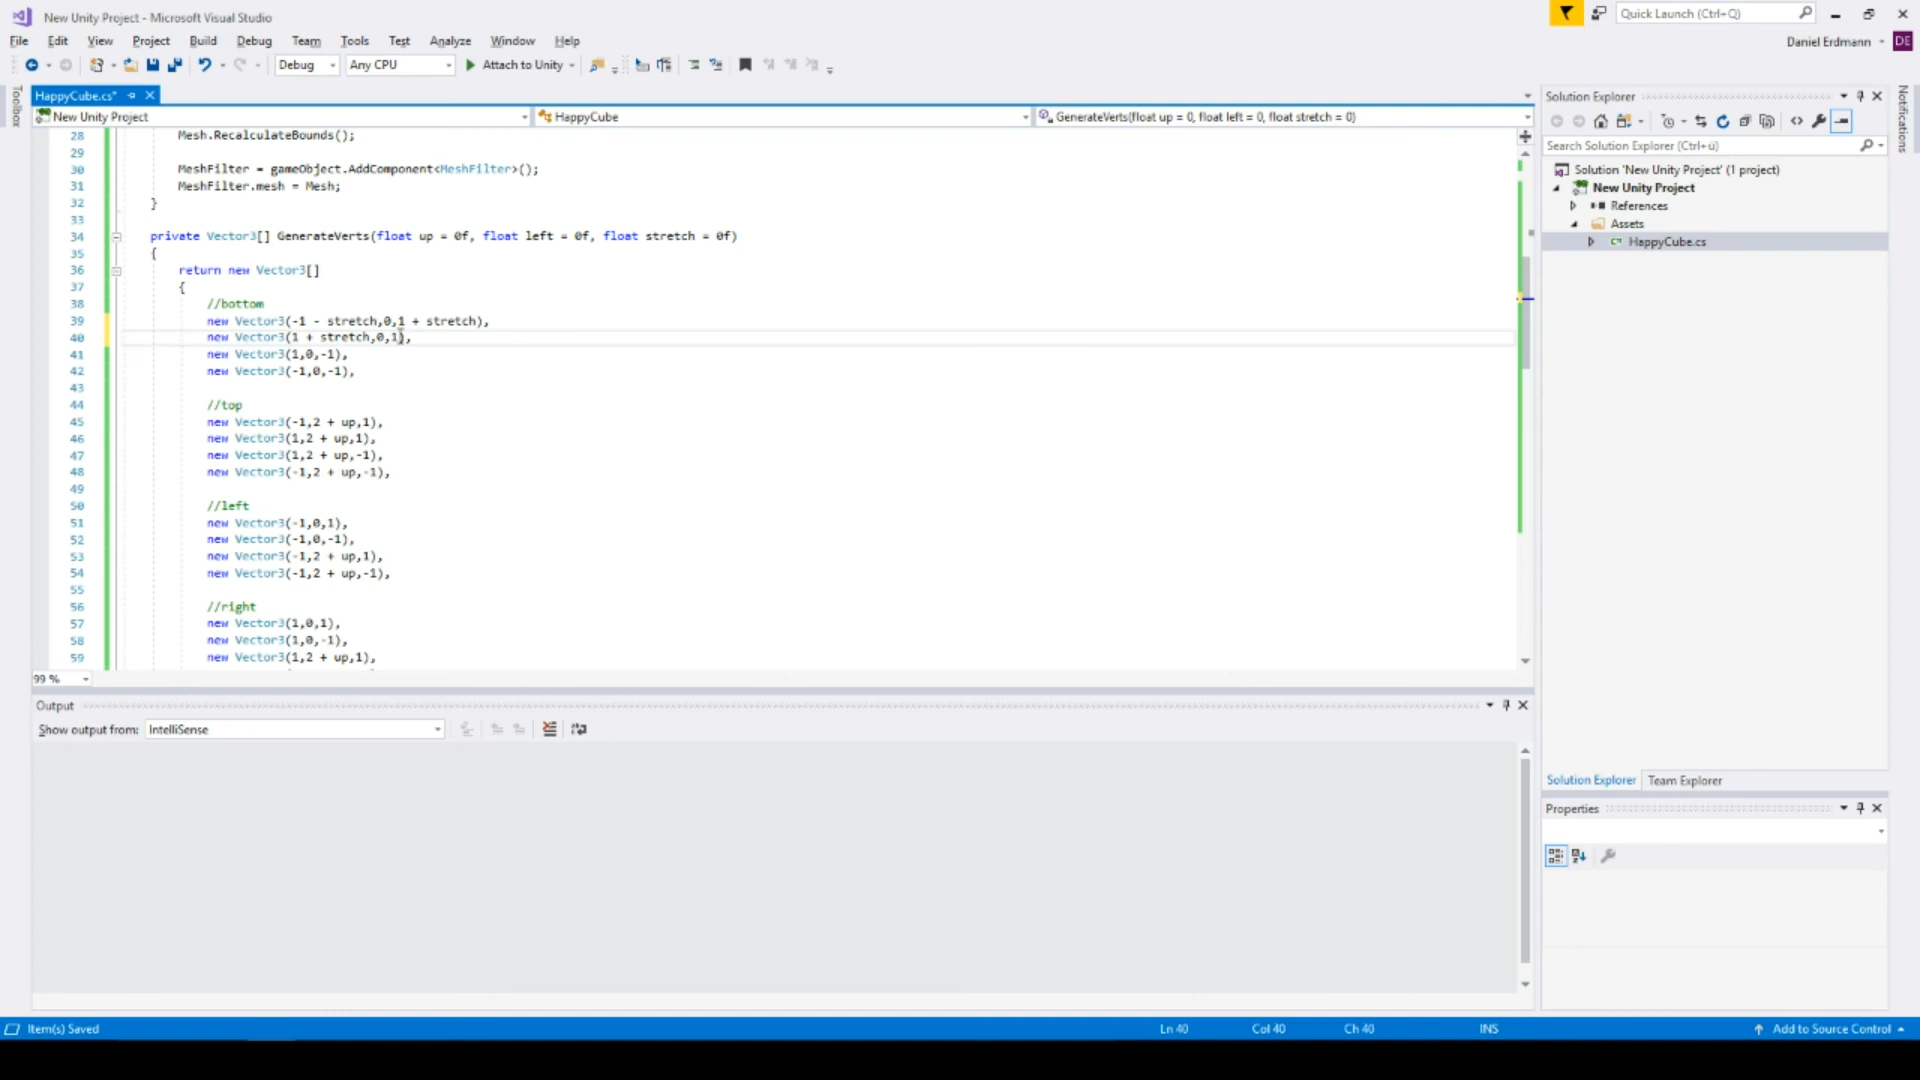 New Unity Project - Microsoft Visual Studio
Quick Launch (Ctrl+Q)
File Edit View Project Build Debug Team Tools Test Analyze Window Help
Daniel Erdmann DE
Debug Any CPU Attach to Unity
Toolbox
HappyCube.cs*
New Unity Project HappyCube GenerateVerts(float up = 0, float left = 0, float stretch = 0)
28 Mesh.RecalculateBounds();
29
30 MeshFilter = gameObject.AddComponent<MeshFilter>();
31 MeshFilter.mesh = Mesh;
32 }
33
34 private Vector3[] GenerateVerts(float up = 0f, float left = 0f, float stretch = 0f)
35 {
36 return new Vector3[]
37 {
38 //bottom
39 new Vector3(-1 - stretch,0,1 + stretch),
40 new Vector3(1 + stretch,0,1),
41 new Vector3(1,0,-1),
42 new Vector3(-1,0,-1),
43
44 //top
45 new Vector3(-1,2 + up,1),
46 new Vector3(1,2 + up,1),
47 new Vector3(1,2 + up,-1),
48 new Vector3(-1,2 + up,-1),
49
50 //left
51 new Vector3(-1,0,1),
52 new Vector3(-1,0,-1),
53 new Vector3(-1,2 + up,1),
54 new Vector3(-1,2 + up,-1),
55
56 //right
57 new Vector3(1,0,1),
58 new Vector3(1,0,-1),
59 new Vector3(1,2 + up,1),
99 %
Output
Show output from: IntelliSense
Solution Explorer
Search Solution Explorer (Ctrl+ü)
Solution 'New Unity Project' (1 project)
New Unity Project
References
Assets
C# HappyCube.cs
Solution Explorer Team Explorer
Properties
Notifications
Item(s) Saved Ln 40 Col 40 Ch 40 INS Add to Source Control